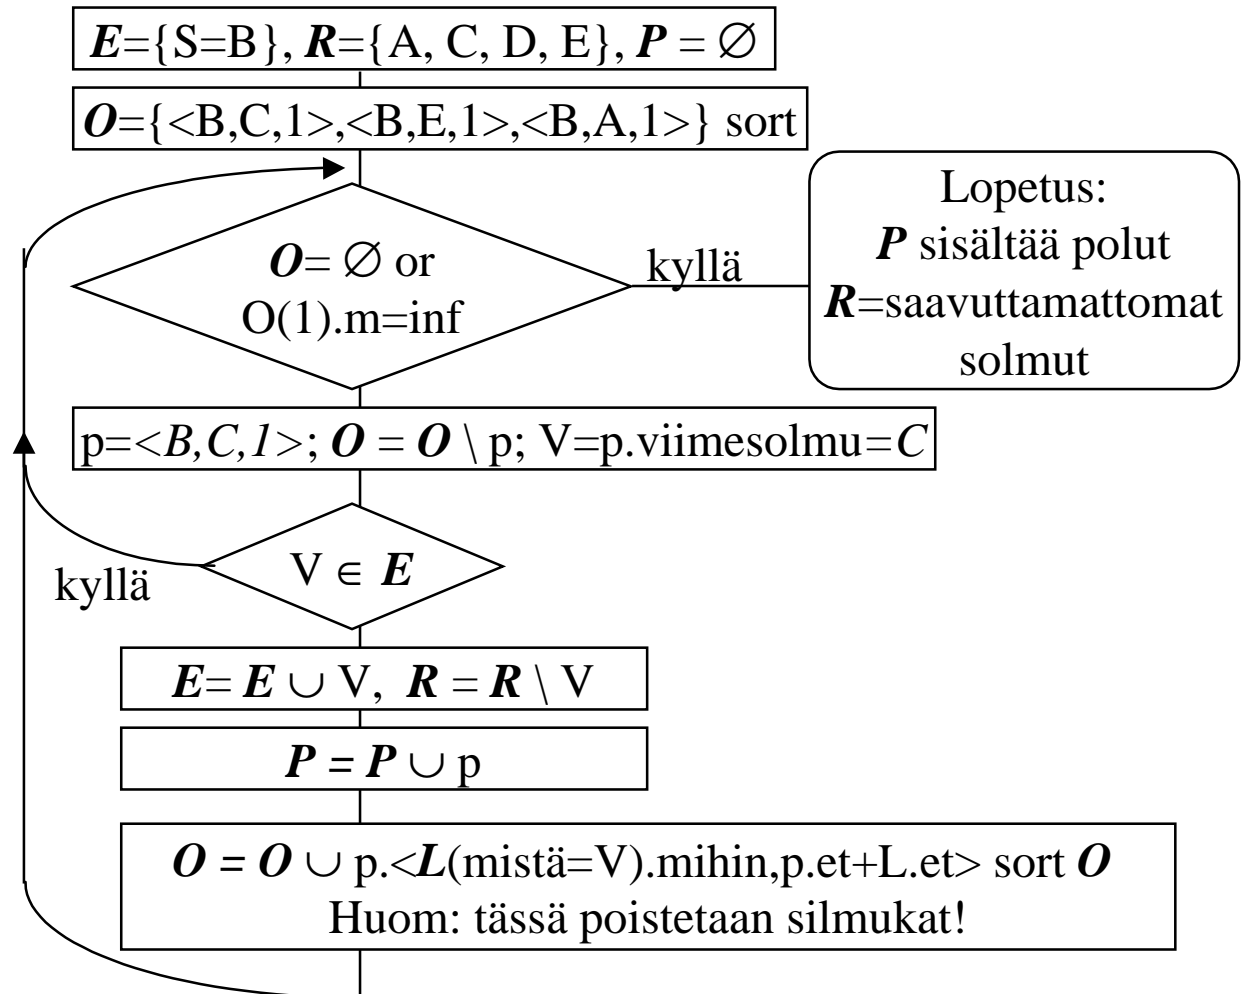 E={S=B}, R={A, C, D, E}, P = ∅
O={<B,C,1>,<B,E,1>,<B,A,1>} sort
O= ∅ or
O(1).m=inf
kyllä
Lopetus:
P sisältää polut
R=saavuttamattomat
solmut
p=<B,C,1>; O = O \ p; V=p.viimesolmu=C
V ∈ E
kyllä
E= E ∪ V, R = R \ V
P = P ∪ p
O = O ∪ p.<L(mistä=V).mihin,p.et+L.et> sort O
Huom: tässä poistetaan silmukat!